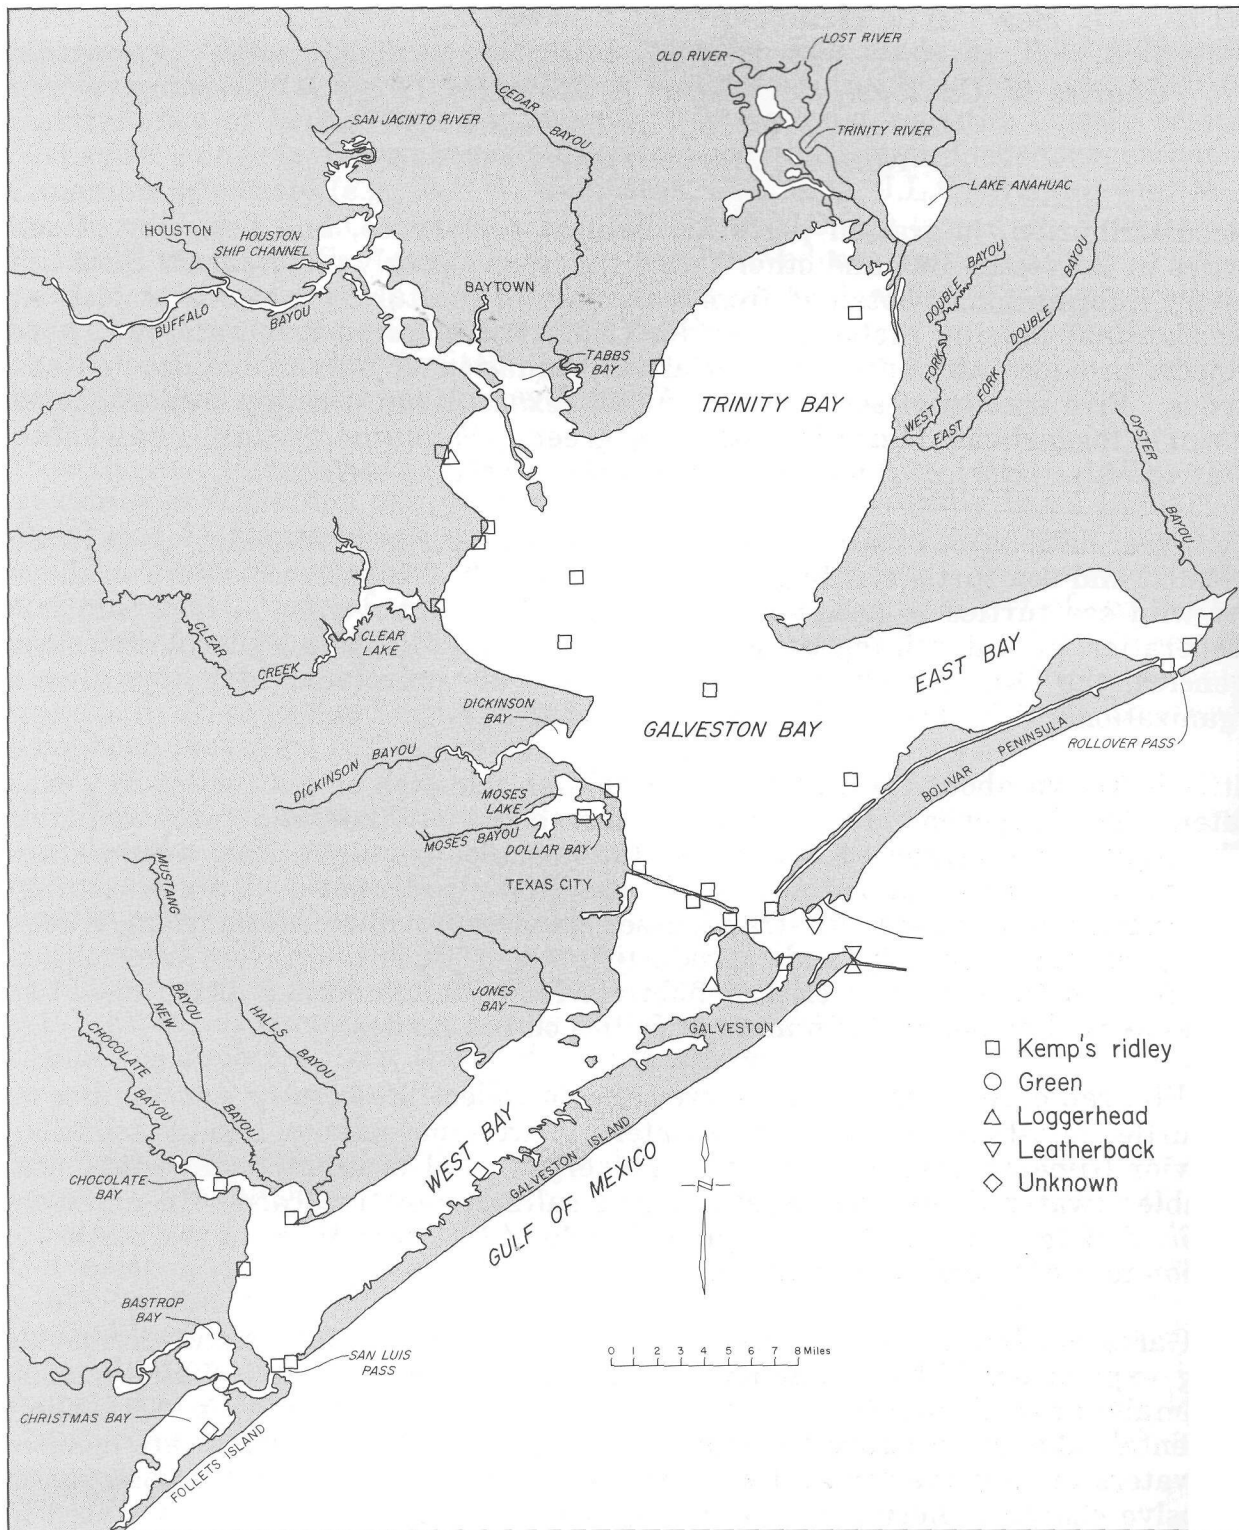 LOST RIVER
OLD RIVER
CEDAR BAYOU
SAN JACINTO RIVER
TRINITY RIVER
LAKE ANAHUAC
HOUSTON
HOUSTON
SHIP CHANNEL
BUFFALO BAYOU
BAYTOWN
TABBS
BAY
WEST FORK DOUBLE BAYOU
EAST FORK DOUBLE BAYOU
TRINITY BAY
OYSTER BAYOU
CLEAR CREEK
CLEAR
LAKE
EAST BAY
DICKINSON
BAY
GALVESTON BAY
DICKINSON BAYOU
ROLLOVER PASS
BOLIVAR PENINSULA
MOSES
LAKE
MOSES BAYOU
DOLLAR BAY
TEXAS CITY
MUSTANG BAYOU
NEW BAYOU
HALLS BAYOU
CHOCOLATE BAYOU
JONES
BAY
GALVESTON
Kemp's ridley
Green
Loggerhead
Leatherback
Unknown
WEST BAY
GALVESTON ISLAND
GULF OF MEXICO
N
CHOCOLATE
BAY
BASTROP
BAY
SAN LUIS
PASS
0 1 2 3 4 5 6 7 8 Miles
CHRISTMAS BAY
FOLLETS ISLAND